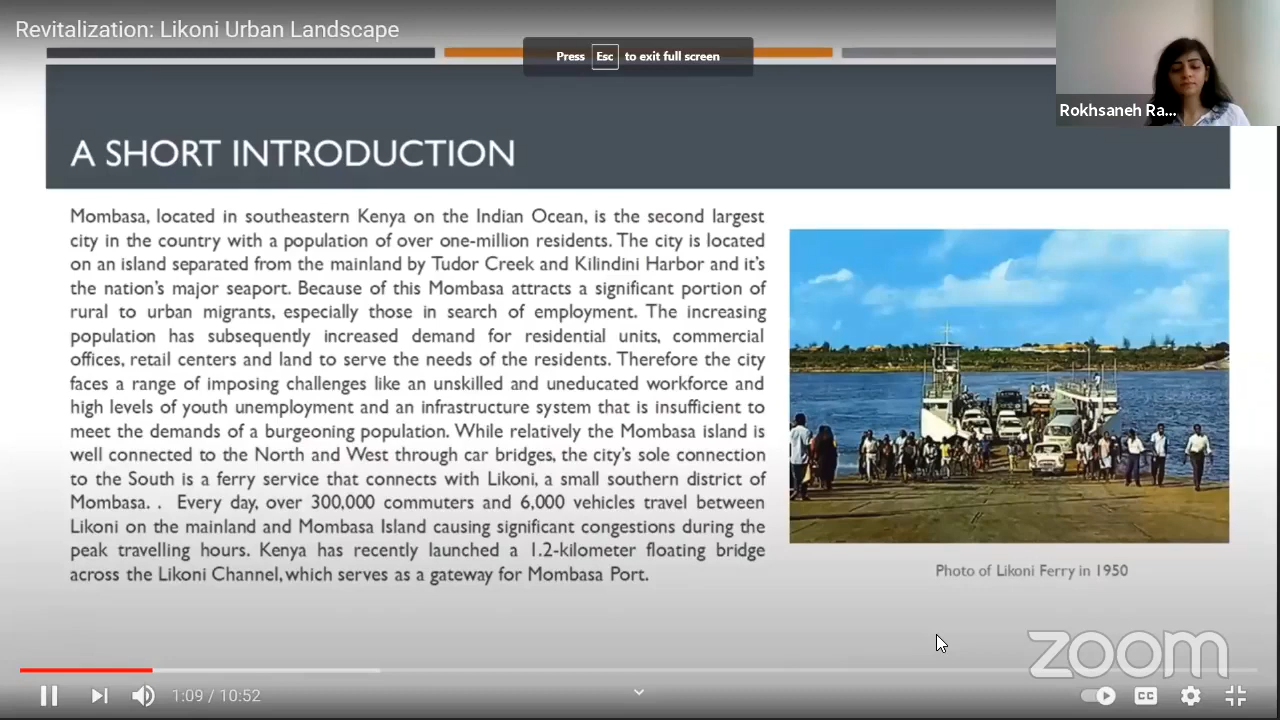 Revitalization: Likoni Urban Landscape
Press Esc to exit full screen
Rokhsaneh Ra...
A SHORT INTRODUCTION
Mombasa, located in southeastern Kenya on the Indian Ocean, is the second largest
city in the country with a population of over one-million residents. The city is located
on an island separated from the mainland by Tudor Creek and Kilindini Harbor and it's
the nation's major seaport. Because of this Mombasa attracts a significant portion of
rural to urban migrants, especially those in search of employment. The increasing
population has subsequently increased demand for residential units, commercial
offices, retail centers and land to serve the needs of the residents. Therefore the city
faces a range of imposing challenges like an unskilled and uneducated workforce and
high levels of youth unemployment and an infrastructure system that is insufficient to
meet the demands of a burgeoning population. While relatively the Mombasa island is
well connected to the North and West through car bridges, the city's sole connection
to the South is a ferry service that connects with Likoni, a small southern district of
Mombasa. . Every day, over 300,000 commuters and 6,000 vehicles travel between
Likoni on the mainland and Mombasa Island causing significant congestions during the
peak travelling hours. Kenya has recently launched a 1.2-kilometer floating bridge
across the Likoni Channel, which serves as a gateway for Mombasa Port.
Photo of Likoni Ferry in 1950
zoom
1:09 / 10:52
CC